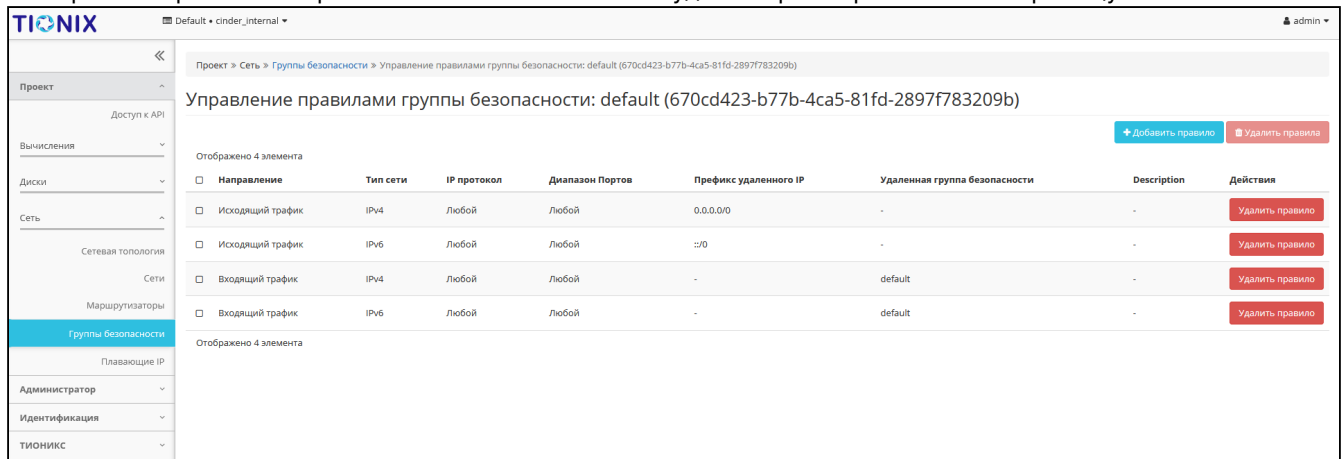 TIONIX Default • cinder_internal admin
Проект » Сеть » Группы безопасности » Управление правилами группы безопасности: default (670cd423-b77b-4ca5-81fd-2897f783209b)
Проект
Управление правилами группы безопасности: default (670cd423-b77b-4ca5-81fd-2897f783209b)
Доступ к API
Добавить правило Удалить правила
Вычисления
Отображено 4 элемента
Диски
Направление Тип сети IP протокол Диапазон Портов Префикс удаленного IP Удаленная группа безопасности Description Действия
Сеть
Исходящий трафик IPv4 Любой Любой 0.0.0.0/0 - - Удалить правило
Сетевая топология
Исходящий трафик IPv6 Любой Любой ::/0 - - Удалить правило
Сети
Входящий трафик IPv4 Любой Любой - default - Удалить правило
Маршрутизаторы
Входящий трафик IPv6 Любой Любой - default - Удалить правило
Группы безопасности
Отображено 4 элемента
Плавающие IP
Администратор
Идентификация
ТИОНИКС